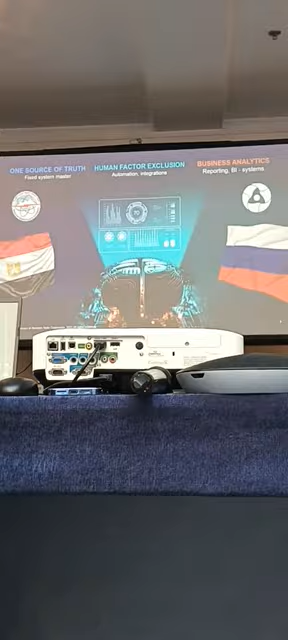 ONE SOURCE OF TRUTH
Fixed system master
HUMAN FACTOR EXCLUSION
Automation, integrations
BUSINESS ANALYTICS
Reporting, BI - systems